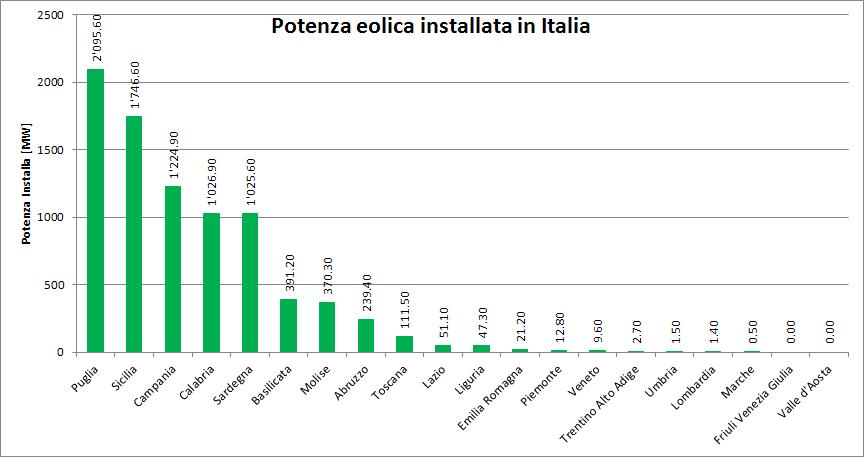 Potenza eolica installata in Italia
Potenza Installa [MW]
2500
2000
1500
1000
500
0
2'095.60
1'746.60
1'224.90
1'026.90
1'025.60
391.20
370.30
239.40
111.50
51.10
47.30
21.20
12.80
9.60
2.70
1.50
1.40
0.50
0.00
0.00
Puglia
Sicilia
Campania
Calabria
Sardegna
Basilicata
Molise
Abruzzo
Toscana
Lazio
Liguria
Emilia Romagna
Piemonte
Veneto
Trentino Alto Adige
Umbria
Lombardia
Marche
Friuli Venezia Giulia
Valle d'Aosta